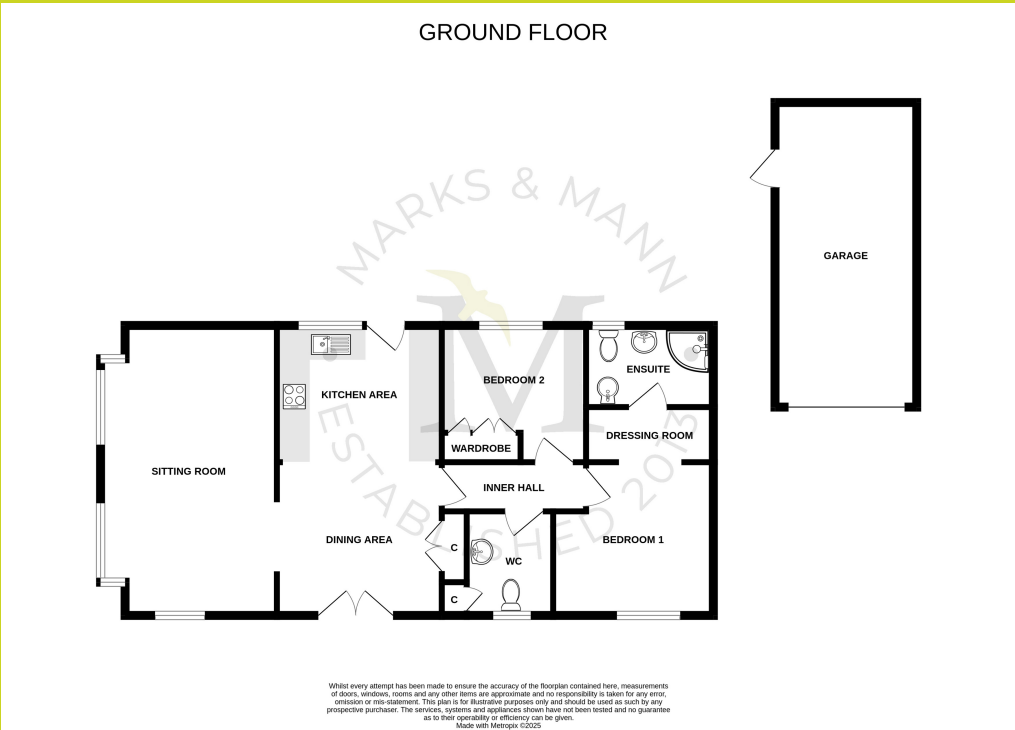 GROUND FLOOR
MARKS & MANN
M
ESTABLISHED 2013
GARAGE
KITCHEN AREA
BEDROOM 2
ENSUITE
WARDROBE
DRESSING ROOM
SITTING ROOM
INNER HALL
DINING AREA
C
WC
BEDROOM 1
C
Whilst every attempt has been made to ensure the accuracy of the floorplan contained here, measurements
of doors, windows, rooms and any other items are approximate and no responsibility is taken for any error,
omission or mis-statement. This plan is for illustrative purposes only and should be used as such by any
prospective purchaser. The services, systems and appliances shown have not been tested and no guarantee
as to their operability or efficiency can be given.
Made with Metropix ©2025